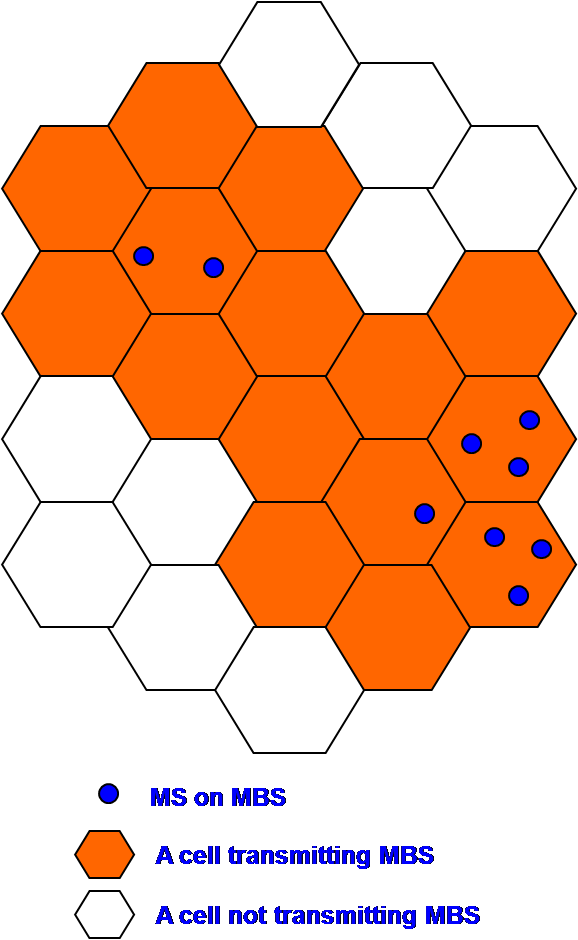 MS on MBS
A cell transmitting MBS
A cell not transmitting MBS